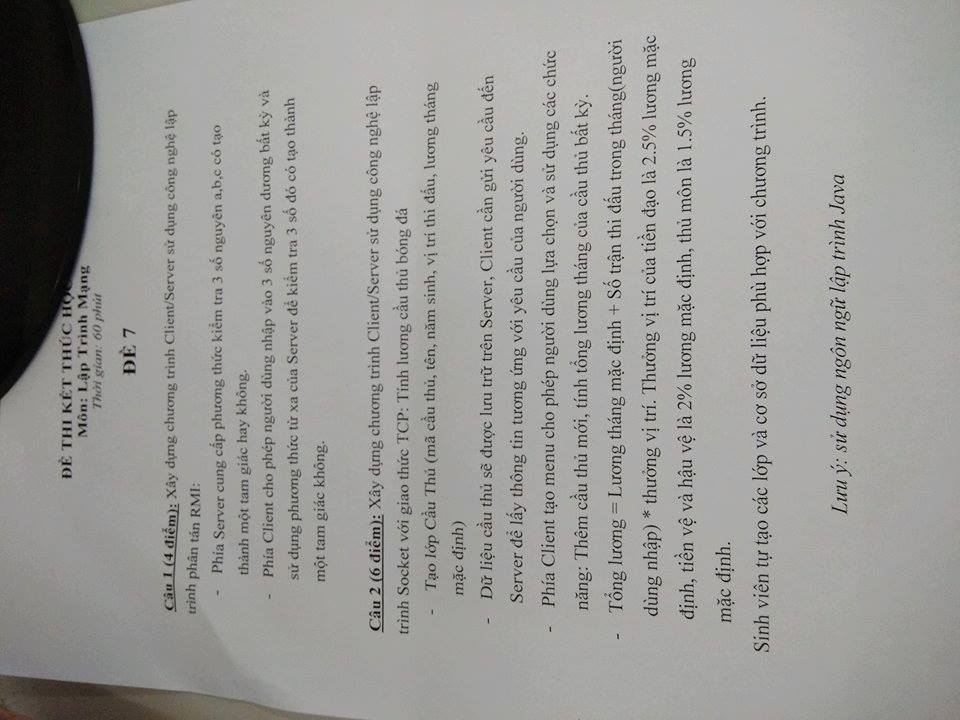 ĐỀ THI KẾT THÚC HỌC
Môn: Lập Trình Mạng
Thời gian: 60 phút
ĐỀ 7
Câu 1 (4 điểm): Xây dựng chương trình Client/Server sử dụng công nghệ lập
trình phân tán RMI:
- Phía Server cung cấp phương thức kiểm tra 3 số nguyên a,b,c có tạo
thành một tam giác hay không.
- Phía Client cho phép người dùng nhập vào 3 số nguyên dương bất kỳ và
sử dụng phương thức từ xa của Server để kiểm tra 3 số đó có tạo thành
một tam giác không.
Câu 2 (6 điểm): Xây dựng chương trình Client/Server sử dụng công nghệ lập
trình Socket với giao thức TCP: Tính lương cầu thủ bóng đá
- Tạo lớp Cầu Thủ (mã cầu thủ, tên, năm sinh, vị trí thi đấu, lương tháng
mặc định)
- Dữ liệu cầu thủ sẽ được lưu trữ trên Server, Client cần gửi yêu cầu đến
Server để lấy thông tin tương ứng với yêu cầu của người dùng.
- Phía Client tạo menu cho phép người dùng lựa chọn và sử dụng các chức
năng: Thêm cầu thủ mới, tính tổng lương tháng của cầu thủ bất kỳ.
- Tổng lương = Lương tháng mặc định + Số trận thi đấu trong tháng(người
dùng nhập) * thưởng vị trí. Thưởng vị trí của tiền đạo là 2.5% lương mặc
định, tiền vệ và hậu vệ là 2% lương mặc định, thủ môn là 1.5% lương
mặc định.
Sinh viên tự tạo các lớp và cơ sở dữ liệu phù hợp với chương trình.
Lưu ý: sử dụng ngôn ngữ lập trình Java